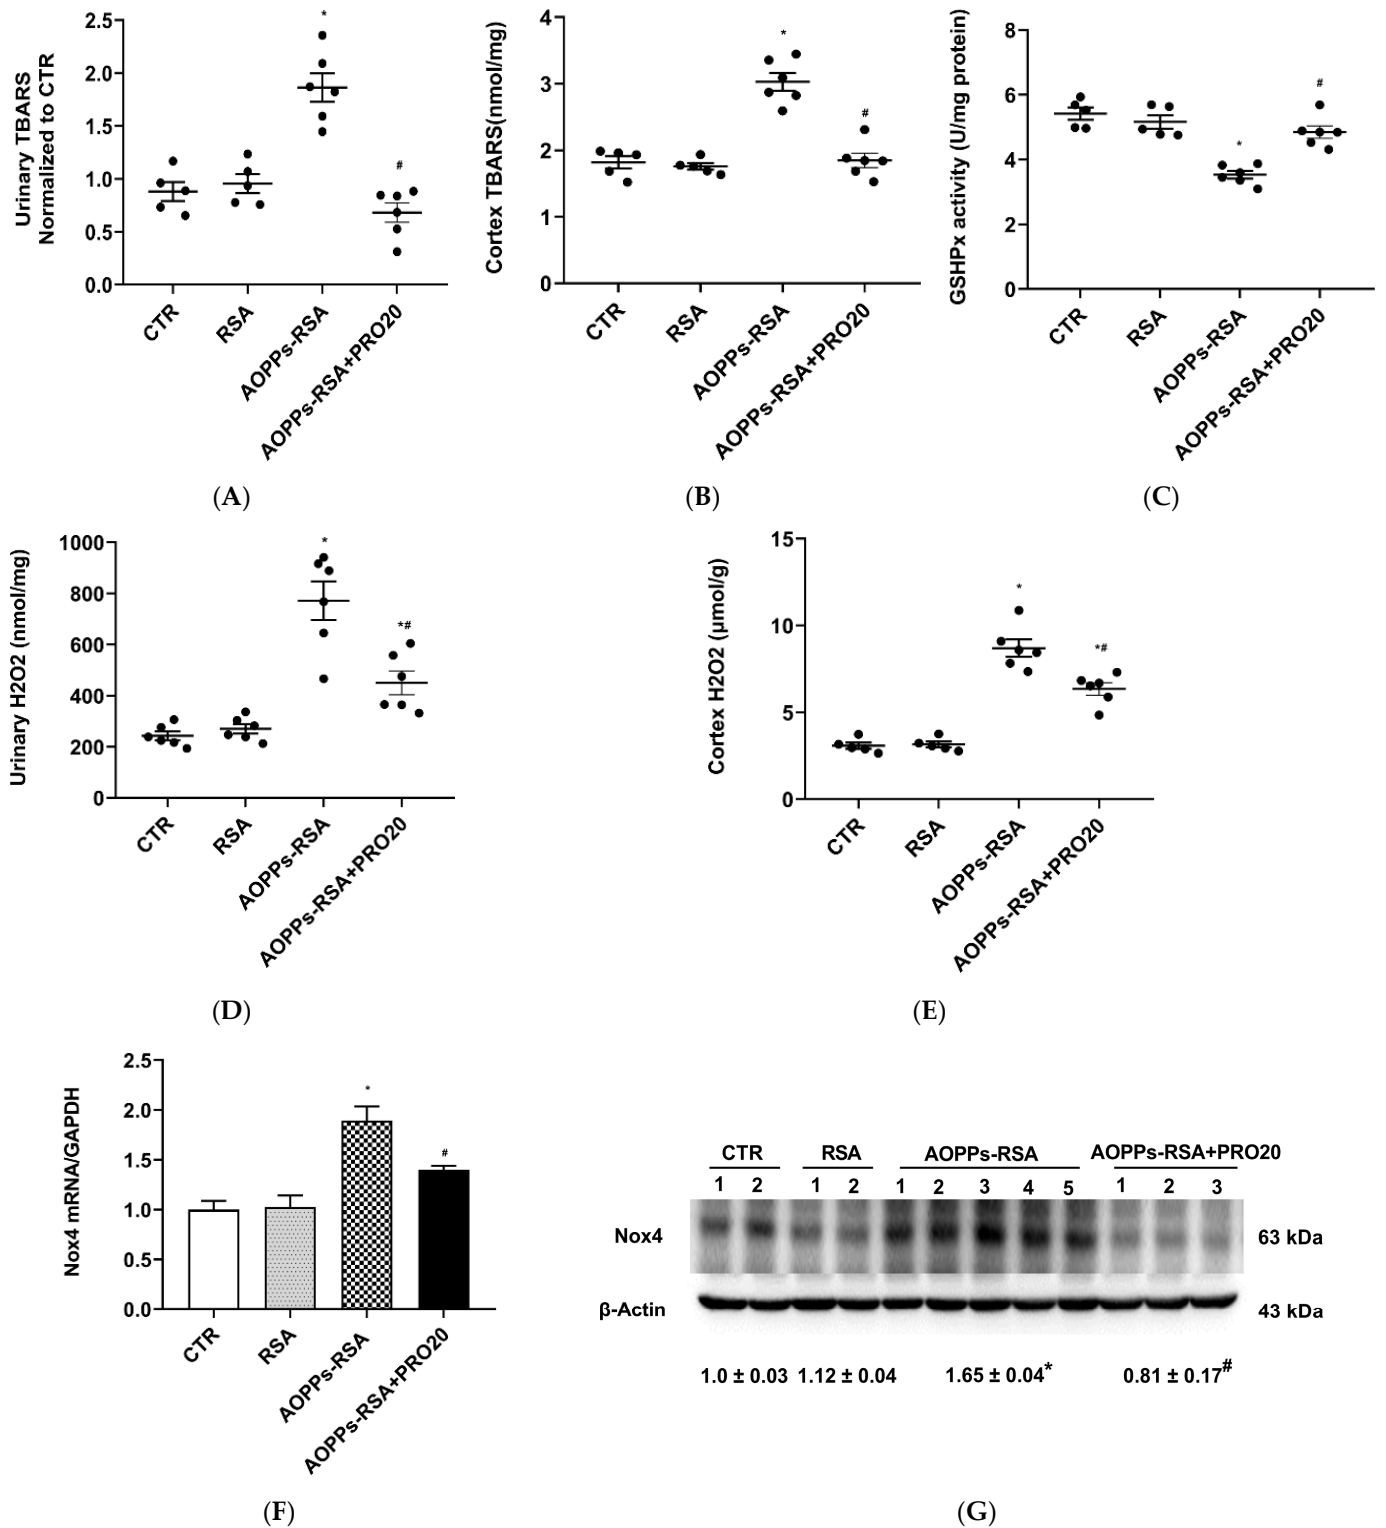 Urinary TBARS
Normalized to CTR
2.5
2.0
1.5
1.0
0.5
0.0
*
#
CTR
RSA
AOPPs-RSA
AOPPs-RSA+PRO20
(A)
Cortex TBARS(nmol/mg)
4
3
2
1
0
*
#
CTR
RSA
AOPPs-RSA
AOPPs-RSA+PRO20
(B)
GSHPx activity (U/mg protein)
8
6
4
2
0
*
#
CTR
RSA
AOPPs-RSA
AOPPs-RSA+PRO20
(C)
Urinary H2O2 (nmol/mg)
1000
800
600
400
200
0
*
*#
CTR
RSA
AOPPs-RSA
AOPPs-RSA+PRO20
(D)
Cortex H2O2 (μmol/g)
15
10
5
0
*
*#
CTR
RSA
AOPPs-RSA
AOPPs-RSA+PRO20
(E)
Nox4 mRNA/GAPDH
2.5
2.0
1.5
1.0
0.5
0.0
*
#
CTR
RSA
AOPPs-RSA
AOPPs-RSA+PRO20
(F)
CTR RSA AOPPs-RSA AOPPs-RSA+PRO20
1 2 1 2 1 2 3 4 5 1 2 3
Nox4 63 kDa
β-Actin 43 kDa
1.0 ± 0.03 1.12 ± 0.04 1.65 ± 0.04* 0.81 ± 0.17#
(G)